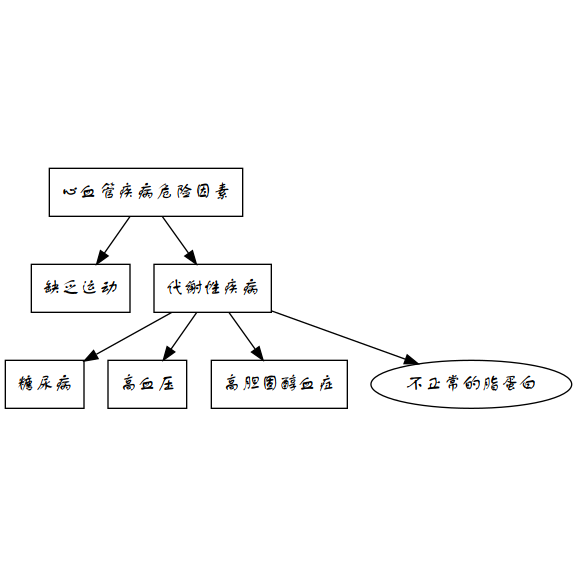 心血管疾病危险因素
缺乏运动
代谢性疾病
糖尿病
高血压
高胆固醇血症
不正常的脂蛋白